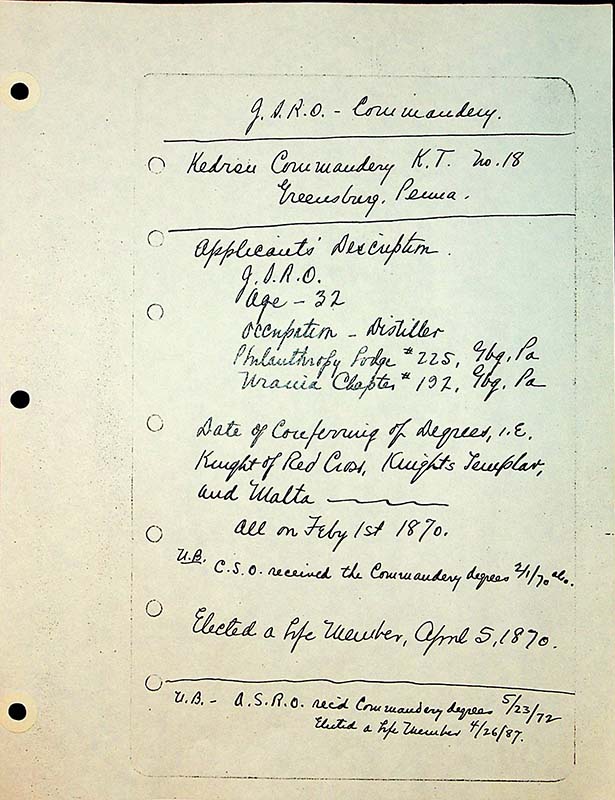 J.S.R.O. - Commandery.
Kedron Commandery K.T. No. 18
Greensburg, Penna.
Applicants' Description.
J.S.R.O.
Age - 32
Occupation - Distiller
Philanthropy Lodge #225, Gbg, Pa
Urania Chapter #192, Gbg, Pa
Date of Conferring of Degrees, i.e.
Knight of Red Cross, Knights Templar,
and Malta
all on Feby 1st 1870.
N.B. C.S.O. received the Commandery degrees 2/1/70 also.
Elected a Life Member, April 5, 1870.
N.B. - A.S.R.O. rec'd Commandery degrees 5/23/72
Elected a Life Member 4/26/87.